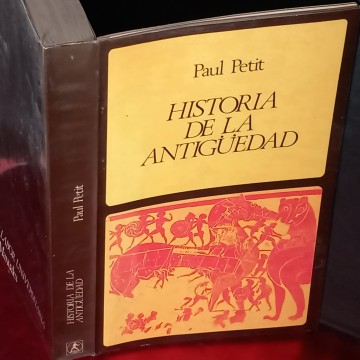 Paul Petit
HISTORIA
DE LA
ANTIGÜEDAD
Paul Petit
HISTORIA DE LA
ANTIGÜEDAD